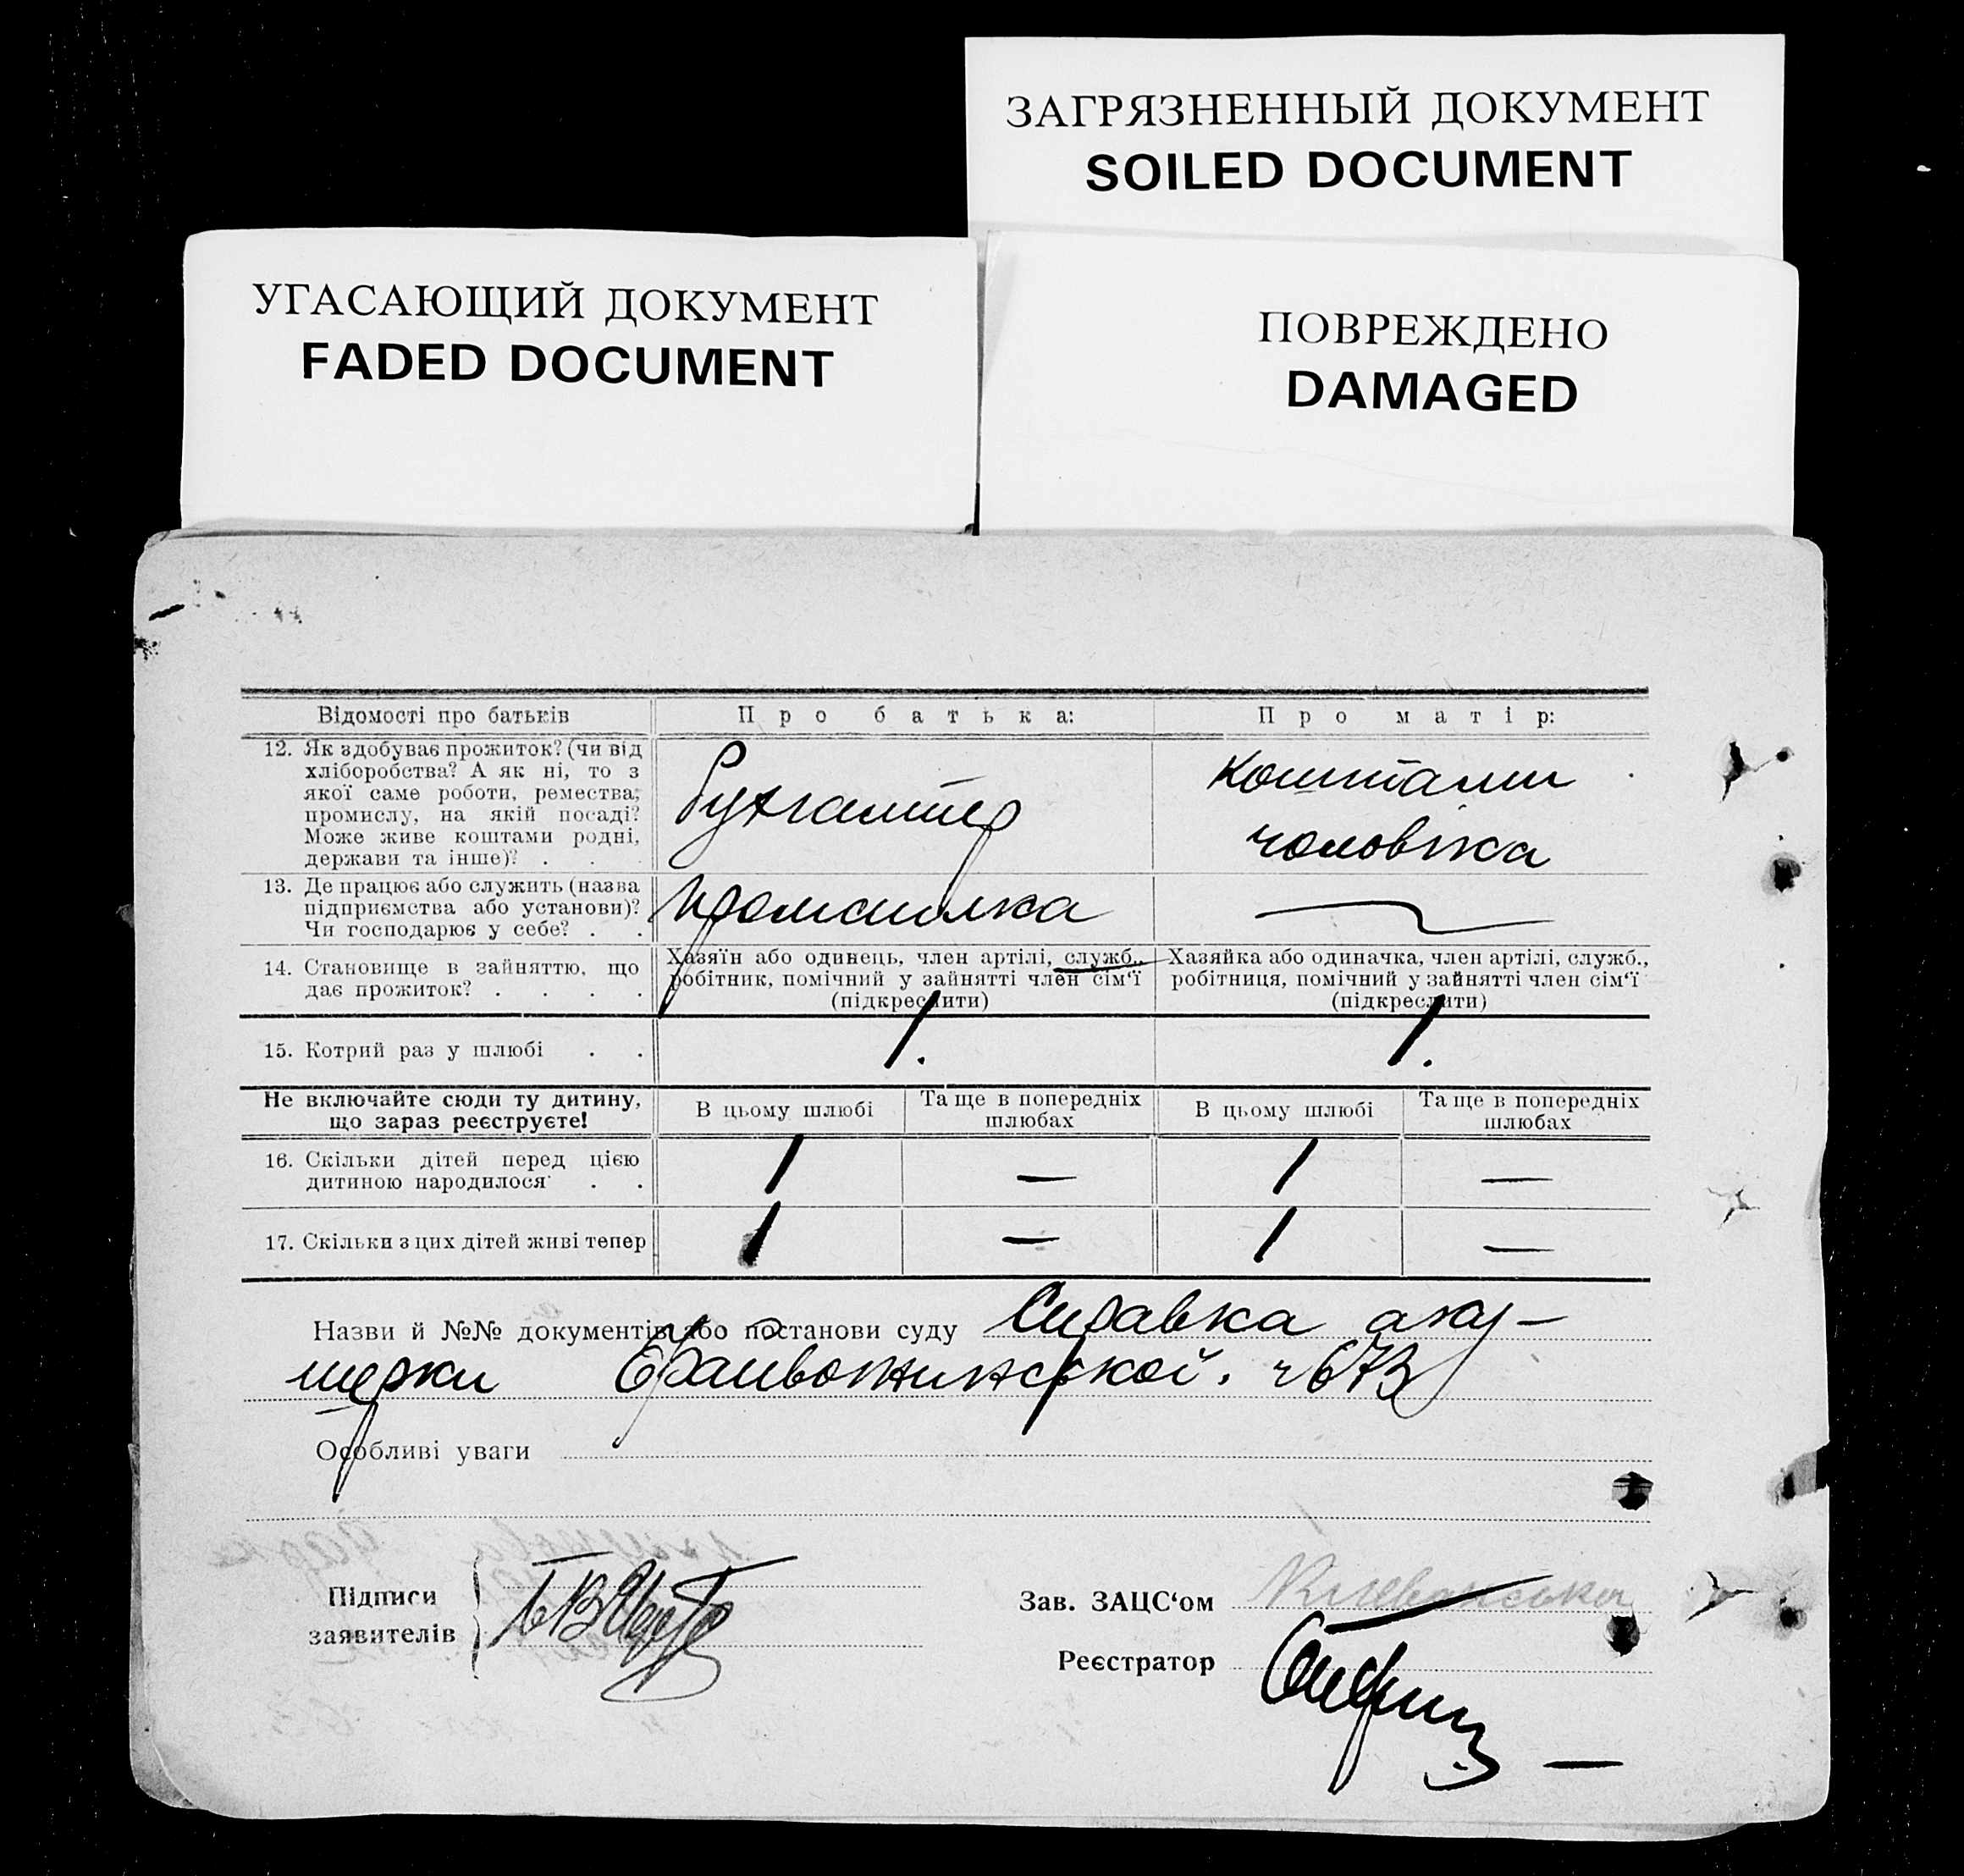 ЗАГРЯЗНЕННЫЙ ДОКУМЕНТ
SOILED DOCUMENT
УГАСАЮЩИЙ ДОКУМЕНТ
FADED DOCUMENT
ПОВРЕЖДЕНО
DAMAGED
Відомості про батьків
Про батька:
Про матір:
12. Як здобуває прожиток? (чи від
хліборобства? А як ні, то з
якої саме роботи, ремества,
промислу, на якій посаді?
Може живе коштами родні,
держави та інше)? . .
Бухгалтер
коштами
чоловіка
13. Де працює або служить (назва
підприємства або установи)?
Чи господарює у себе? . .
Промспілка
—
14. Становище в зайняттю, що
дає прожиток? . . . .
Хазяїн або одинець, член артілі, служб.,
робітник, помічний у зайнятті член сім‘ї
(підкреслити)
Хазяйка або одиначка, член артілі, служб.,
робітниця, помічний у зайнятті член сім‘ї
(підкреслити)
15. Котрий раз у шлюбі . .
1.
1.
Не включайте сюди ту дитину,
що зараз реєструєте!
В цьому шлюбі
Та ще в попередніх
шлюбах
В цьому шлюбі
Та ще в попередніх
шлюбах
16. Скільки дітей перед цією
дитиною народилося . .
1 — 1 —
17. Скільки з цих дітей живі тепер
1 — 1 —
Назви й №№ документів або постанови суду Справка аку-
шерки
Особливі уваги
Підписи
заявителів
Зав. ЗАЦС‘ом
Реєстратор